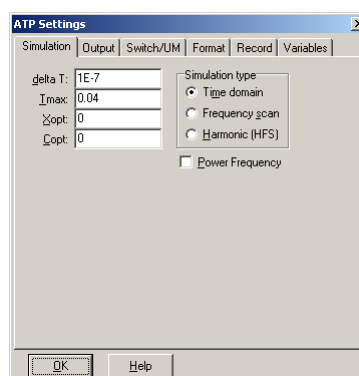 ATP Settings
Simulation Output Switch/UM Format Record Variables
delta T: 1E-7
Tmax: 0.04
Xopt: 0
Copt: 0
Simulation type
Time domain
Frequency scan
Harmonic (HFS)
Power Frequency
OK Help